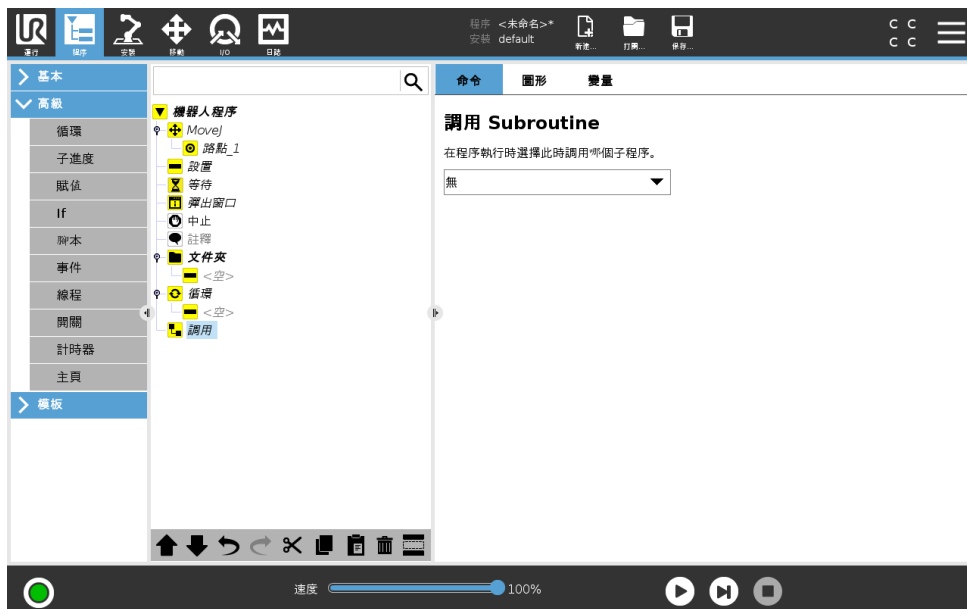 UR
運行
程序
安裝
移動
I/O
日誌
程序 <未命名>*
安裝 default
新建...
打開...
保存...
C C
C C
基本
高級
循環
子進度
賦值
If
腳本
事件
線程
開關
計時器
主頁
模板
機器人程序
MoveJ
路點_1
設置
等待
彈出窗口
中止
註釋
文件夾
<空>
循環
<空>
調用
命令
圖形
變量
調用 Subroutine
在程序執行時選擇此時調用哪個子程序。
無
速度
100%